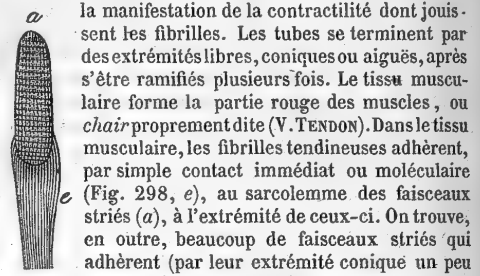 a
la manifestation de la contractilité dont jouis-
sent les fibrilles. Les tubes se terminent par
des extrémités libres, coniques ou aiguës, après
s'être ramifiés plusieurs fois. Le tissu muscu-
laire forme la partie rouge des muscles, ou
chair proprement dite (V. TENDON). Dans le tissu
musculaire, les fibrilles tendineuses adhèrent,
par simple contact immédiat ou moléculaire
e
(Fig. 298, e), au sarcolemme des faisceaux
striés (a), à l'extrémité de ceux-ci. On trouve,
en outre, beaucoup de faisceaux striés qui
adhèrent (par leur extrémité conique un peu